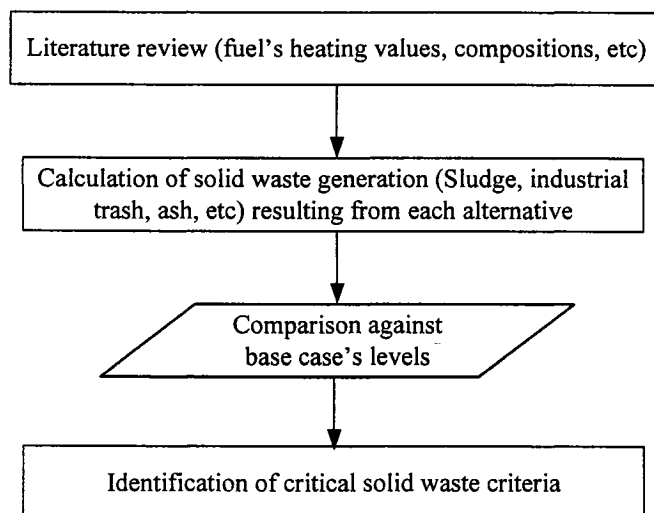 Literature review (fuel's heating values, compositions, etc)
Calculation of solid waste generation (Sludge, industrial
trash, ash, etc) resulting from each alternative
Comparison against
base case's levels
Identification of critical solid waste criteria